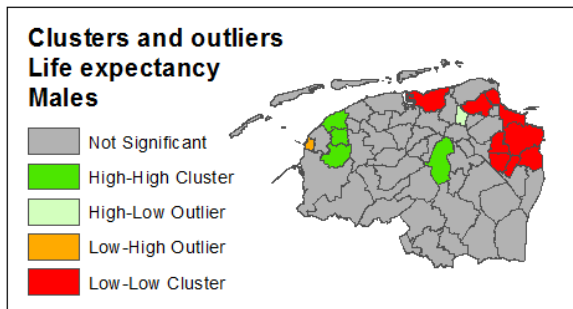 Clusters and outliers
Life expectancy
Males
Not Significant
High-High Cluster
High-Low Outlier
Low-High Outlier
Low-Low Cluster